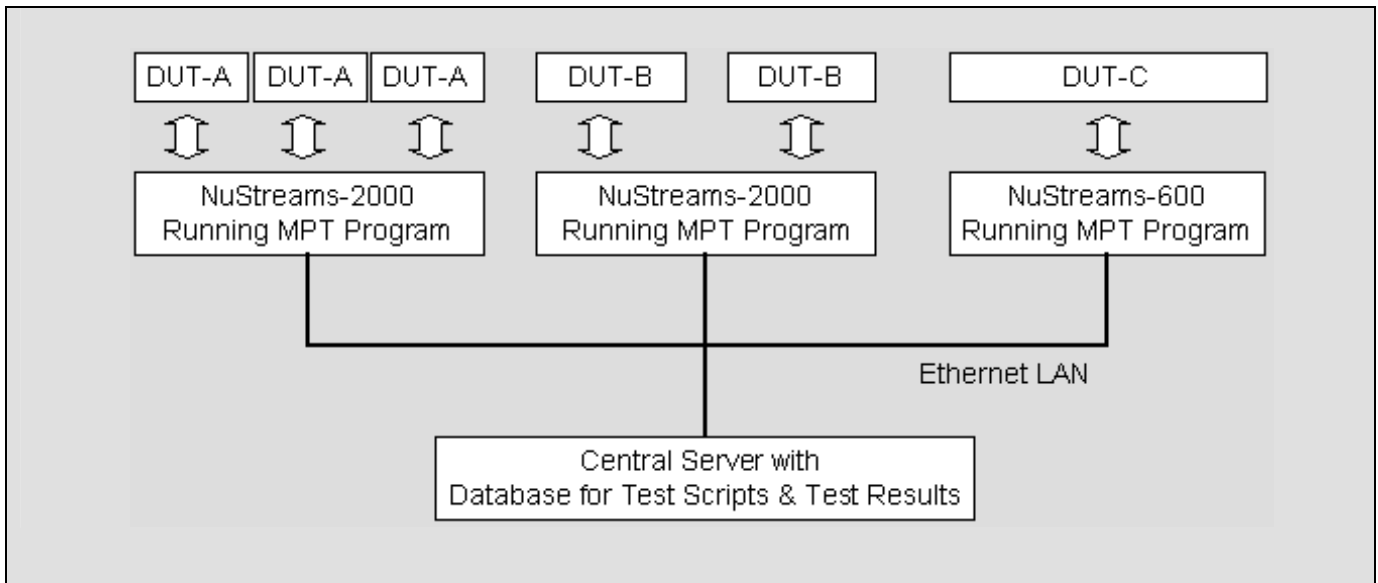 DUT-A DUT-A DUT-A DUT-B DUT-B DUT-C
NuStreams-2000
Running MPT Program
NuStreams-2000
Running MPT Program
NuStreams-600
Running MPT Program
Ethernet LAN
Central Server with
Database for Test Scripts & Test Results